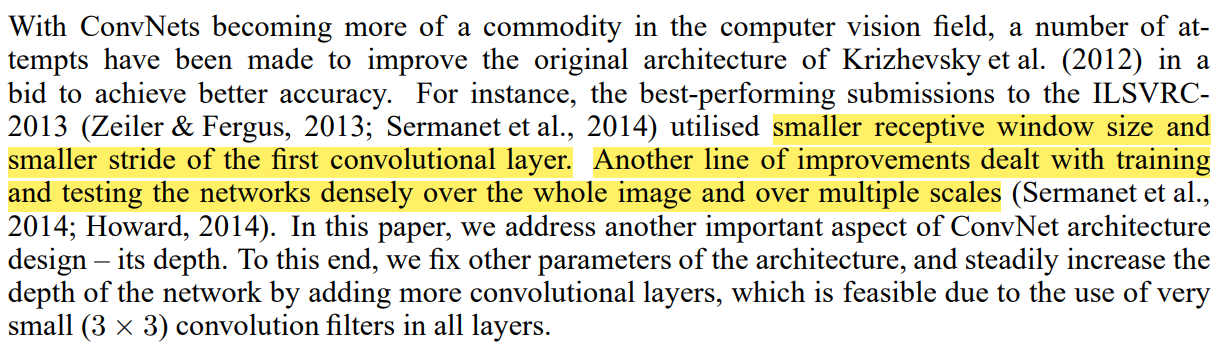 With ConvNets becoming more of a commodity in the computer vision field, a number of at-
tempts have been made to improve the original architecture of Krizhevsky et al. (2012) in a
bid to achieve better accuracy. For instance, the best-performing submissions to the ILSVRC-
2013 (Zeiler & Fergus, 2013; Sermanet et al., 2014) utilised smaller receptive window size and
smaller stride of the first convolutional layer. Another line of improvements dealt with training
and testing the networks densely over the whole image and over multiple scales (Sermanet et al.,
2014; Howard, 2014). In this paper, we address another important aspect of ConvNet architecture
design – its depth. To this end, we fix other parameters of the architecture, and steadily increase the
depth of the network by adding more convolutional layers, which is feasible due to the use of very
small (3 × 3) convolution filters in all layers.